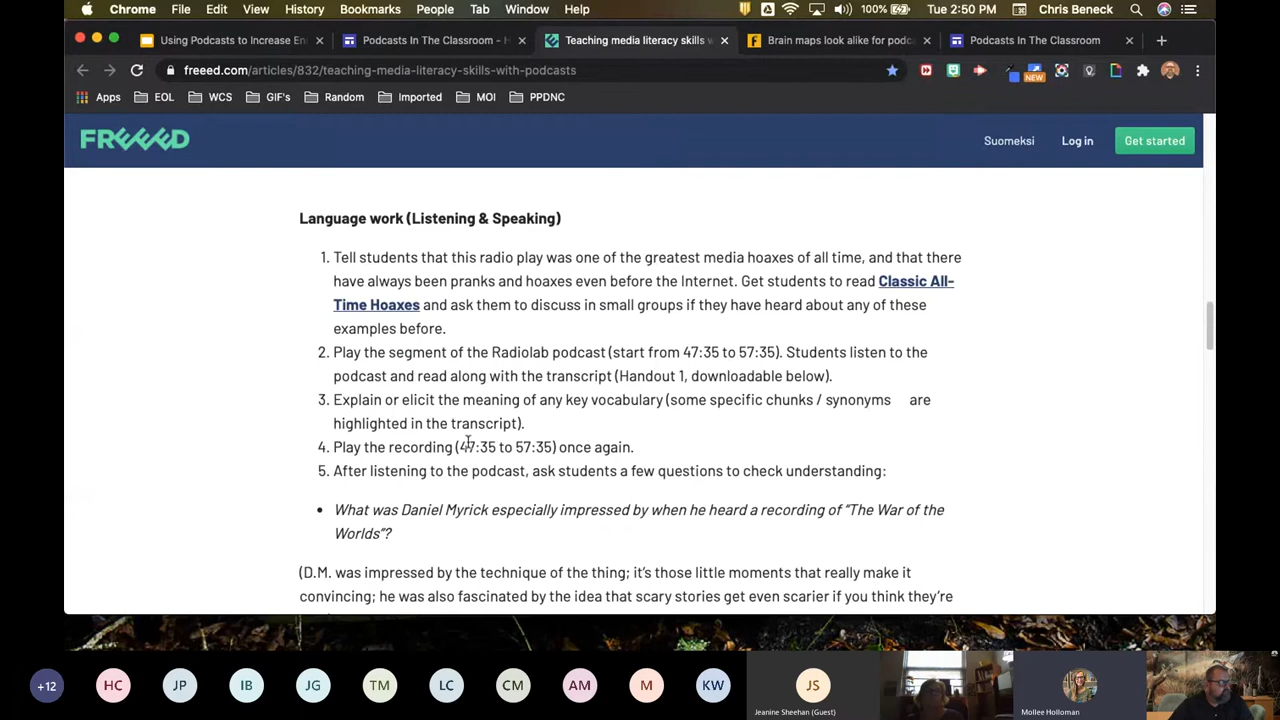 Chrome File Edit View History Bookmarks People Tab Window Help 100% Tue 2:50 PM Chris Beneck
Using Podcasts to Increase En Podcasts In The Classroom - H Teaching media literacy skills w Brain maps look alike for podc Podcasts In The Classroom
freeed.com/articles/832/teaching-media-literacy-skills-with-podcasts NEW
Apps EOL WCS GIF's Random Imported MOI PPDNC
FREEED Suomeksi Log in Get started
Language work (Listening & Speaking)
1. Tell students that this radio play was one of the greatest media hoaxes of all time, and that there
have always been pranks and hoaxes even before the Internet. Get students to read Classic All-
Time Hoaxes and ask them to discuss in small groups if they have heard about any of these
examples before.
2. Play the segment of the Radiolab podcast (start from 47:35 to 57:35). Students listen to the
podcast and read along with the transcript (Handout 1, downloadable below).
3. Explain or elicit the meaning of any key vocabulary (some specific chunks / synonyms are
highlighted in the transcript).
4. Play the recording (47:35 to 57:35) once again.
5. After listening to the podcast, ask students a few questions to check understanding:
• What was Daniel Myrick especially impressed by when he heard a recording of “The War of the
Worlds”?
(D.M. was impressed by the technique of the thing; it’s those little moments that really make it
convincing; he was also fascinated by the idea that scary stories get even scarier if you think they’re
+12 HC JP IB JG TM LC CM AM M KW JS
Jeanine Sheehan (Guest) Mollee Holloman